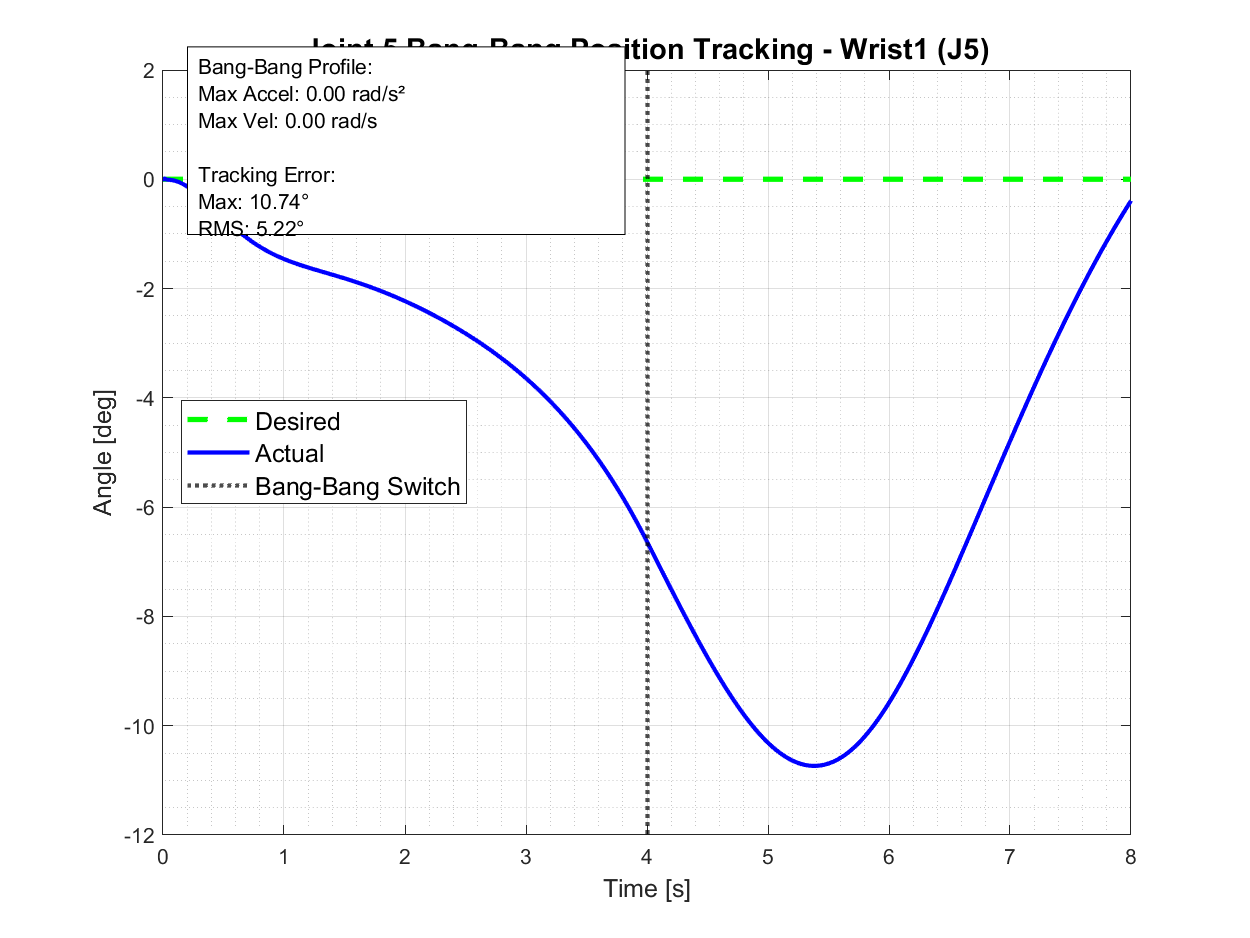 Joint 5 Bang-Bang Position Tracking - Wrist1 (J5)
Bang-Bang Profile:
Max Accel: 0.00 rad/s²
Max Vel: 0.00 rad/s
Tracking Error:
Max: 10.74°
RMS: 5.22°
2
0
-2
-4
-6
-8
-10
-12
Angle [deg]
Desired
Actual
Bang-Bang Switch
0 1 2 3 4 5 6 7 8
Time [s]